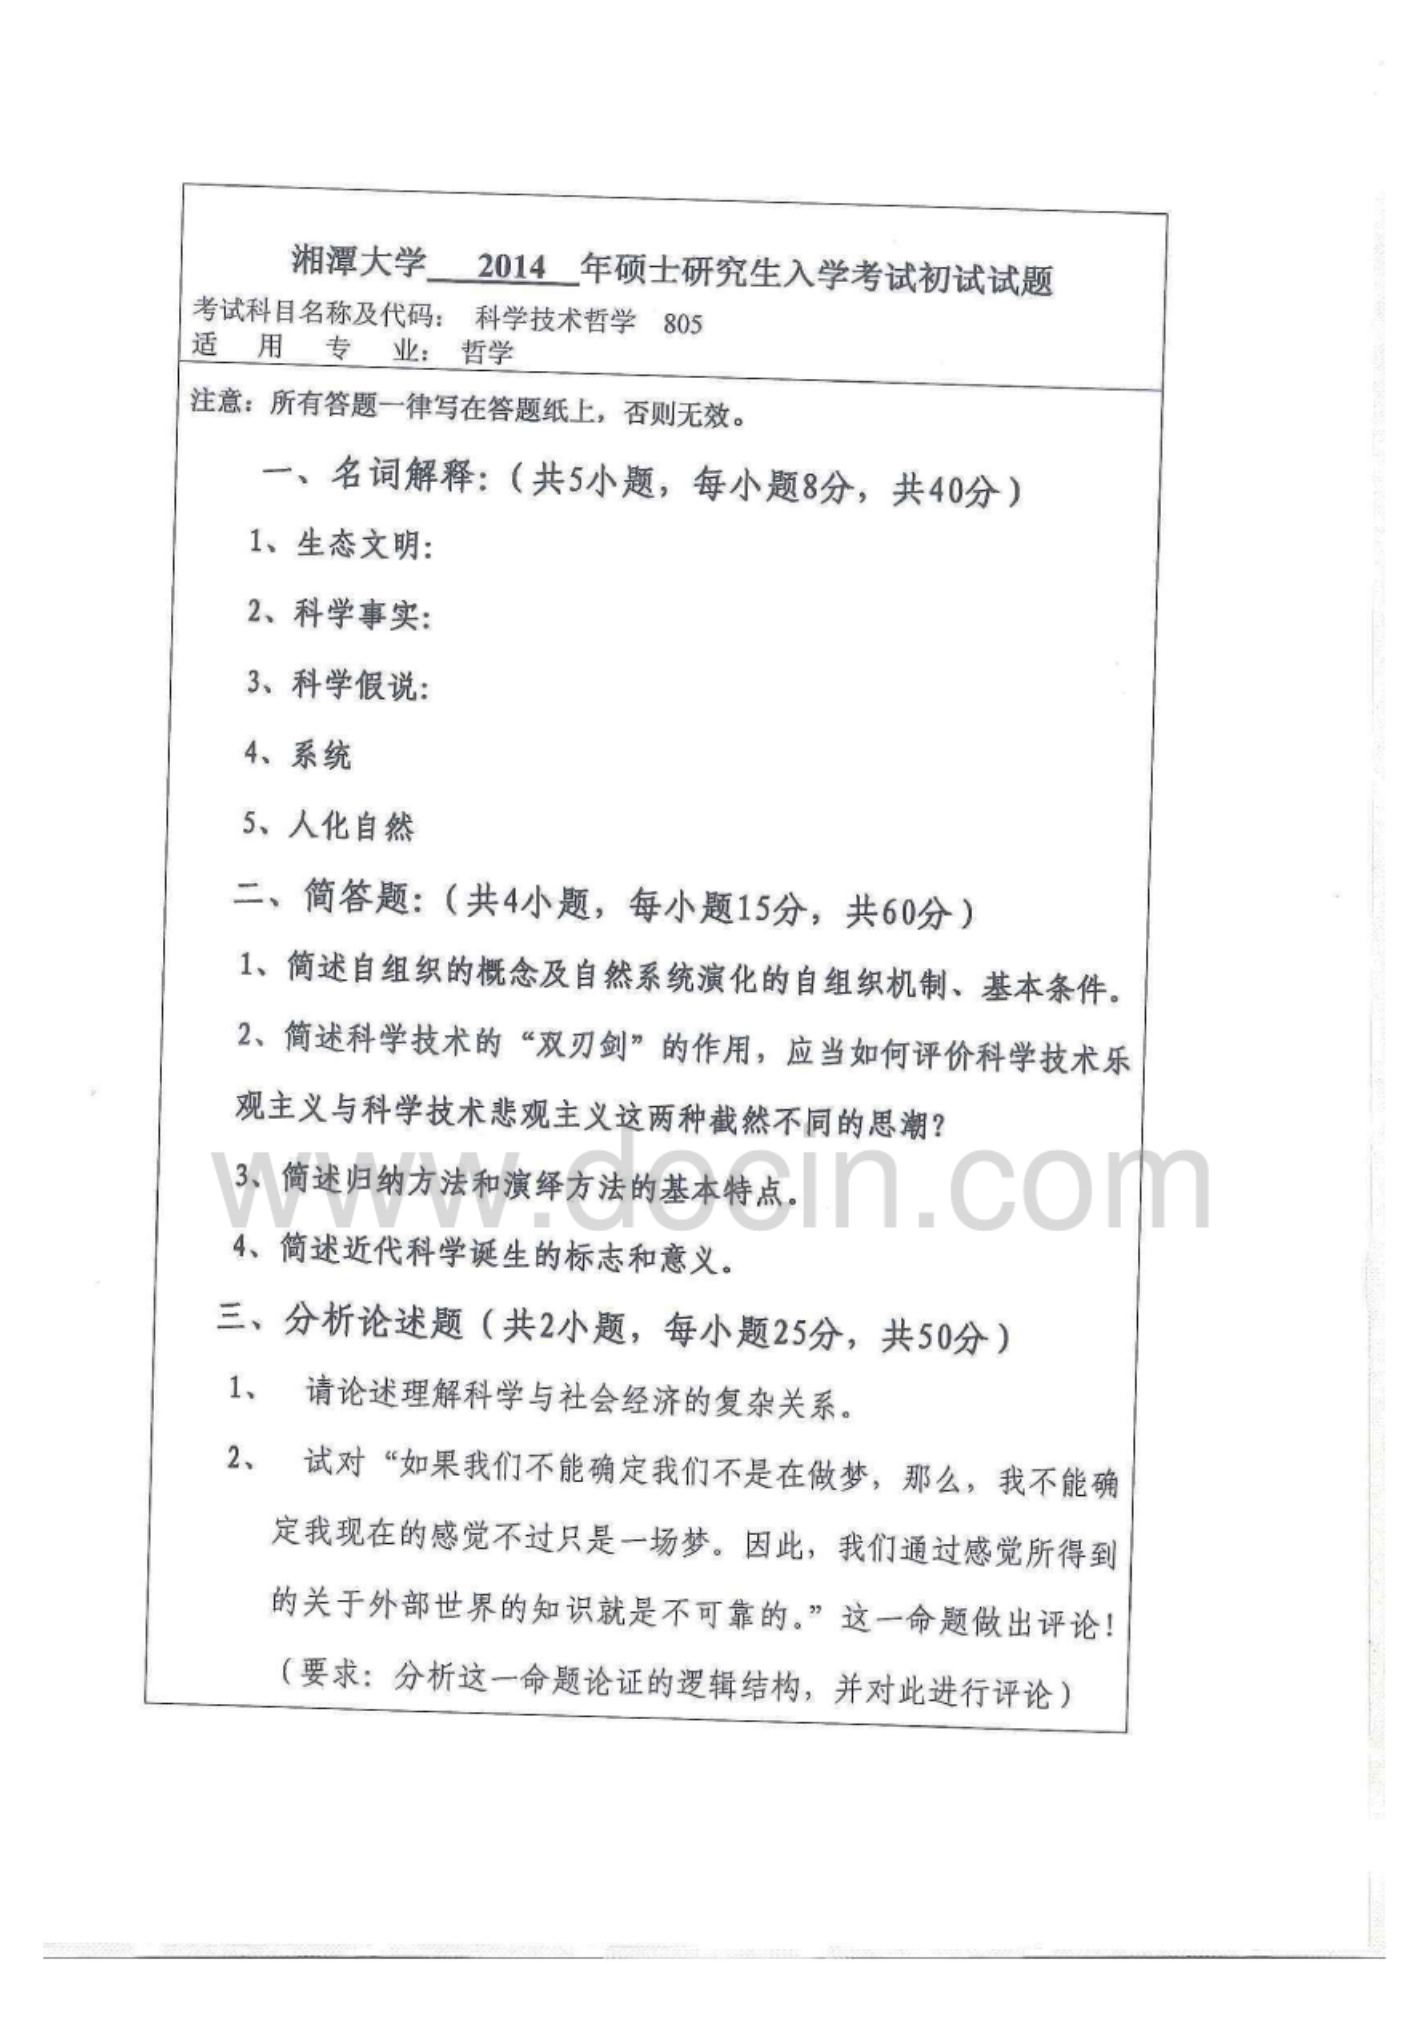 湘潭大学 2014 年硕士研究生入学考试初试试题
考试科目名称及代码： 科学技术哲学 805
适 用 专 业： 哲学
注意：所有答题一律写在答题纸上，否则无效。
一、名词解释:（共5小题，每小题8分，共40分）
1、生态文明:
2、科学事实:
3、科学假说:
4、系统
5、人化自然
二、简答题:（共4小题，每小题15分，共60分）
1、简述自组织的概念及自然系统演化的自组织机制、基本条件。
2、简述科学技术的“双刃剑”的作用，应当如何评价科学技术乐
观主义与科学技术悲观主义这两种截然不同的思潮？
3、简述归纳方法和演绎方法的基本特点。
www.docin.com
4、简述近代科学诞生的标志和意义。
三、分析论述题（共2小题，每小题25分，共50分）
1、 请论述理解科学与社会经济的复杂关系。
2、 试对“如果我们不能确定我们不是在做梦，那么，我不能确
定我现在的感觉不过只是一场梦。因此，我们通过感觉所得到
的关于外部世界的知识就是不可靠的。”这一命题做出评论！
（要求：分析这一命题论证的逻辑结构，并对此进行评论）